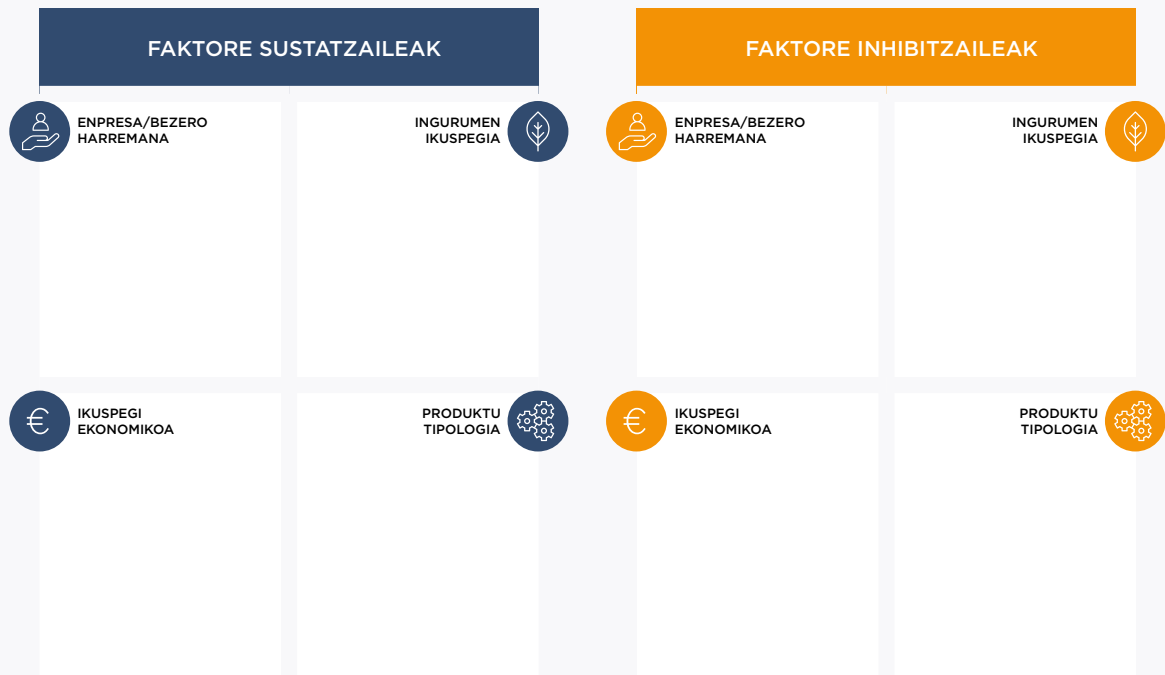 FAKTORE SUSTATZAILEAK
FAKTORE INHIBITZAILEAK
ENPRESA/BEZERO
HARREMANA
INGURUMEN
IKUSPEGIA
ENPRESA/BEZERO
HARREMANA
INGURUMEN
IKUSPEGIA
€
IKUSPEGI
EKONOMIKOA
PRODUKTU
TIPOLOGIA
€
IKUSPEGI
EKONOMIKOA
PRODUKTU
TIPOLOGIA